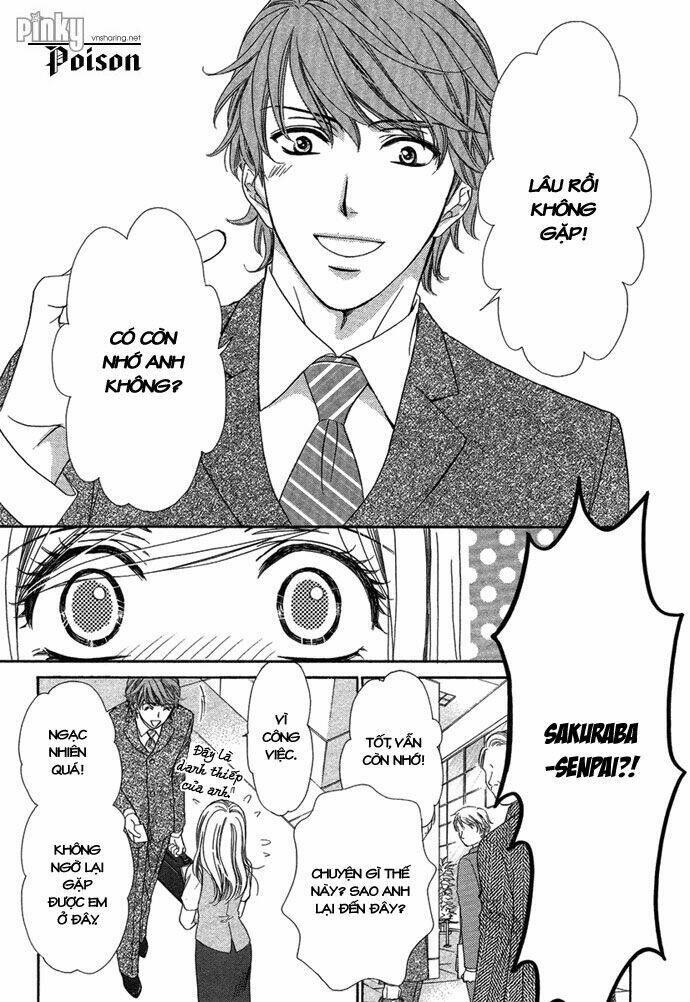 Pinky
vnsharing.net
Poison
LÂU RỒI
KHÔNG
GẶP!
CÓ CÒN
NHỚ ANH
KHÔNG?
SAKURABA
-SENPAI?!
TỐT, VẪN
CÒN NHỚ!
CHUYỆN GÌ THẾ
NÀY? SAO ANH
LẠI ĐẾN ĐÂY?
VÌ
CÔNG
VIỆC.
Đây là
danh thiếp
của anh.
NGẠC
NHIÊN
QUÁ!
KHÔNG
NGỜ LẠI
GẶP
ĐƯỢC EM
Ở ĐÂY.